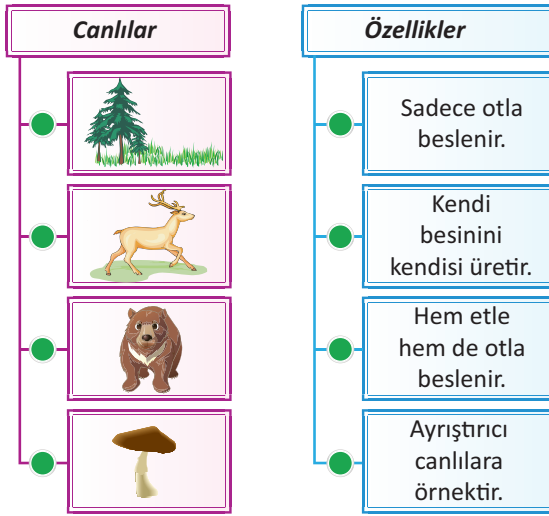 Canlılar
Özellikler
Sadece otla
beslenir.
Kendi
besinini
kendisi üretir.
Hem etle
hem de otla
beslenir.
Ayrıştırıcı
canlılara
örnektir.